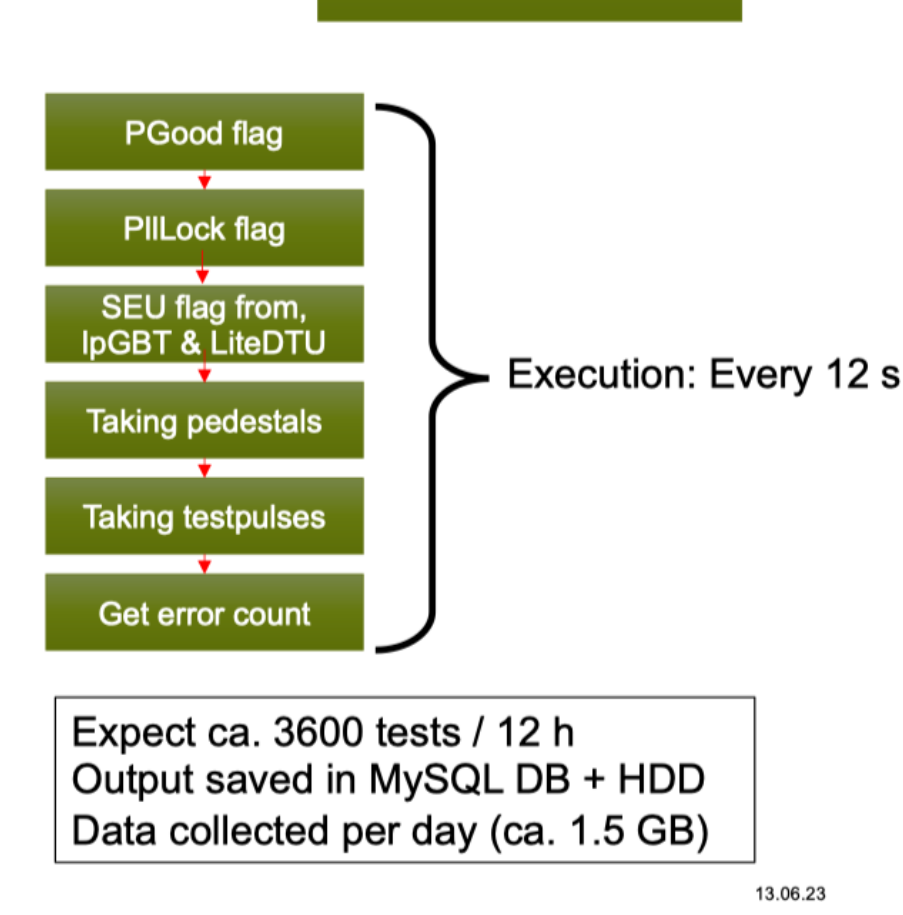 PGood flag
PllLock flag
SEU flag from,
lpGBT & LiteDTU
Taking pedestals
Taking testpulses
Get error count
Execution: Every 12 s
Expect ca. 3600 tests / 12 h
Output saved in MySQL DB + HDD
Data collected per day (ca. 1.5 GB)
13.06.23